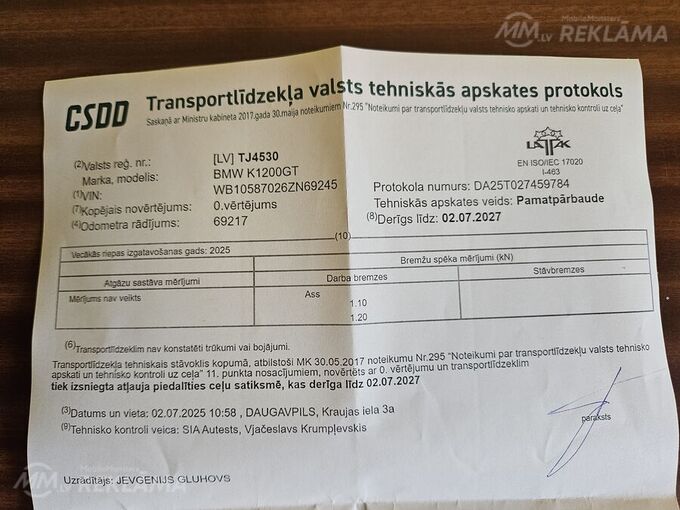 MobileMonsters
MM.LV REKLĀMA
CSDD Transportlīdzekļa valsts tehniskās apskates protokols
Saskaņā ar Ministru kabineta 2017.gada 30.maija noteikumiem Nr.295 "Noteikumi par transportlīdzekļu valsts tehnisko apskati un tehnisko kontroli uz ceļa"
LATAK
EN ISO/IEC 17020
I-463
(2)Valsts reģ. nr.: [LV] TJ4530
Marka, modelis: BMW K1200GT
(1)VIN: WB10587026ZN69245
(7)Kopējais novērtējums: 0.vērtējums
(4)Odometra rādījums: 69217
Protokola numurs: DA25T027459784
Tehniskās apskates veids: Pamatpārbaude
(8)Derīgs līdz: 02.07.2027
(10)
Vecākās riepas izgatavošanas gads: 2025
Bremžu spēka mērījumi (kN)
Atgāzu sastāva mērījumi Darba bremzes Stāvbremzes
Mērījums nav veikts Ass
1.10
1.20
(6)Transportlīdzeklim nav konstatēti trūkumi vai bojājumi.
Transportlīdzekļa tehniskais stāvoklis kopumā, atbilstoši MK 30.05.2017 noteikumu Nr.295 "Noteikumi par transportlīdzekļu valsts tehnisko
apskati un tehnisko kontroli uz ceļa" 11. punkta nosacījumiem, novērtēts ar 0. vērtējumu un transportlīdzeklim
tiek izsniegta atļauja piedalīties ceļu satiksmē, kas derīga līdz 02.07.2027
(3)Datums un vieta: 02.07.2025 10:58 , DAUGAVPILS, Kraujas iela 3a
(9)Tehnisko kontroli veica: SIA Autests, Vjačeslavs Krumpļevskis
paraksts
Uzrādītājs: JEVGENIJS GLUHOVS
MobileMonsters
MM.LV REKLĀMA